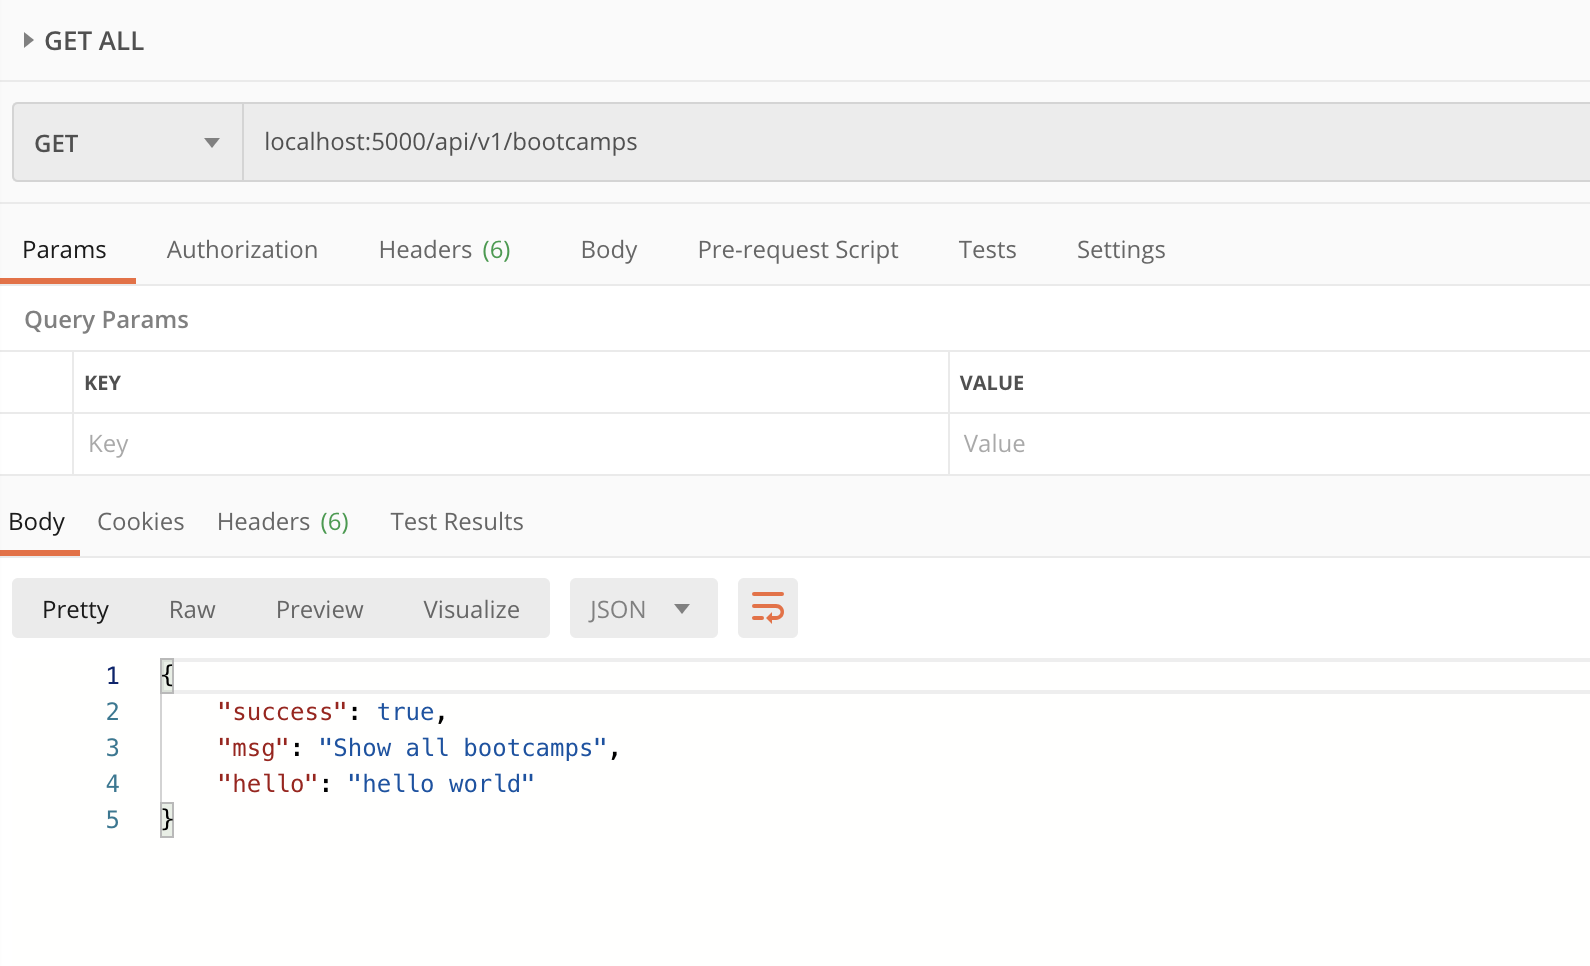 GET ALL
GET localhost:5000/api/v1/bootcamps
Params Authorization Headers (6) Body Pre-request Script Tests Settings
Query Params
KEY VALUE
Key Value
Body Cookies Headers (6) Test Results
Pretty Raw Preview Visualize JSON
1 {
2 "success": true,
3 "msg": "Show all bootcamps",
4 "hello": "hello world"
5 }